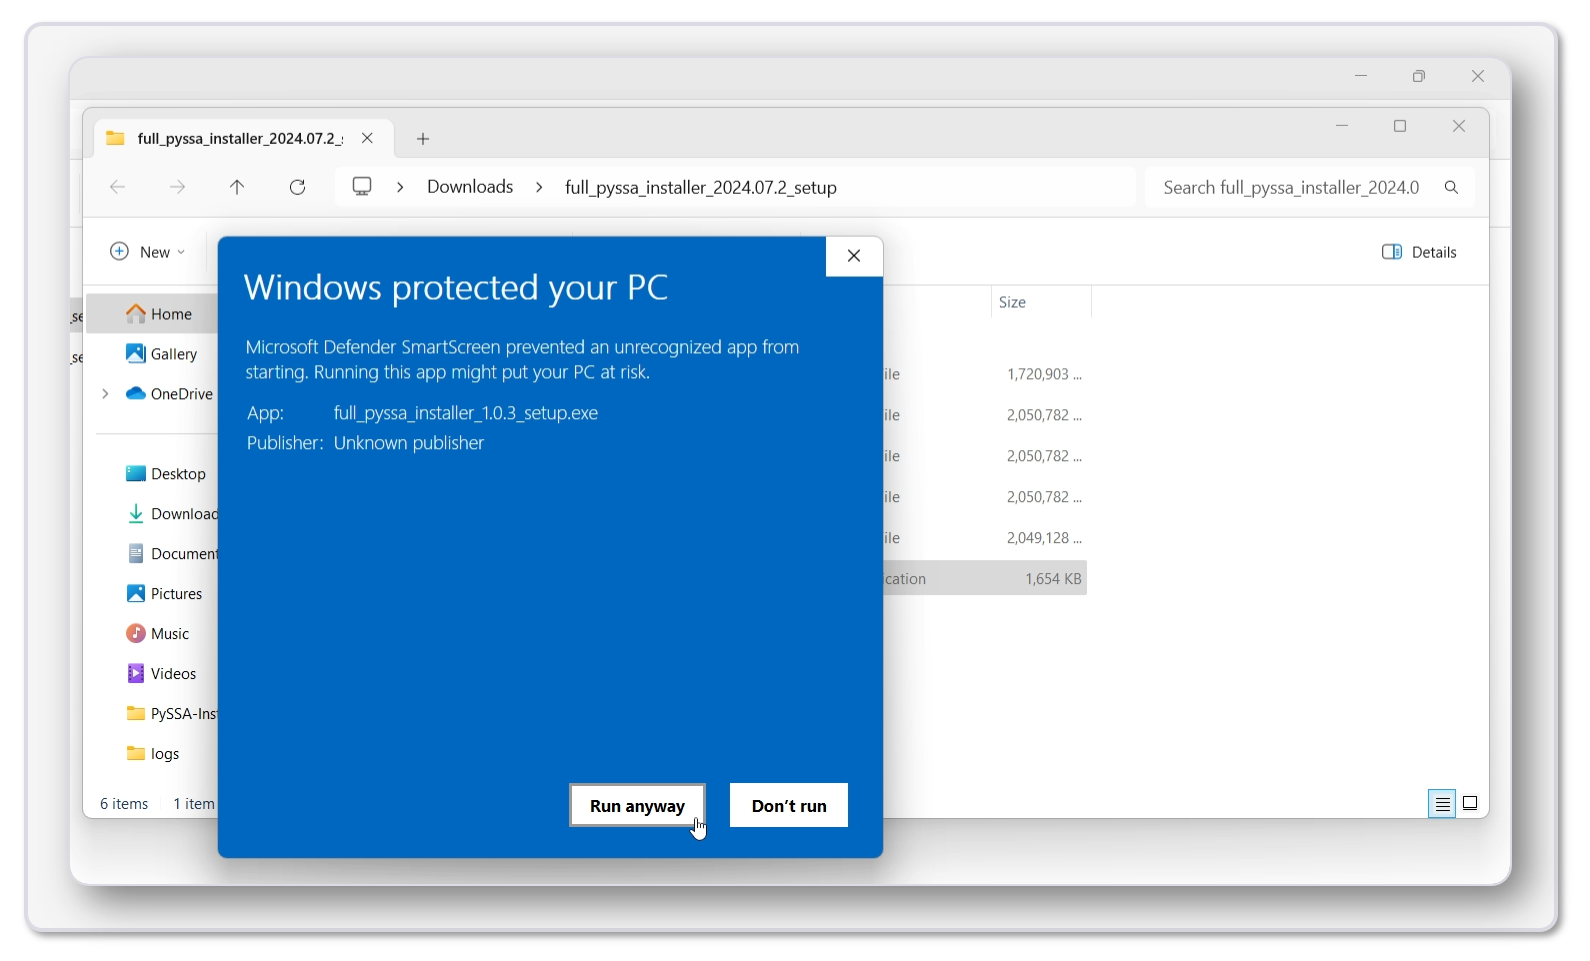 full_pyssa_installer_2024.07.2_
Downloads
full_pyssa_installer_2024.07.2_setup
Search full_pyssa_installer_2024.0
New
Details
Size
_se
_se
Home
Gallery
OneDrive
Desktop
Download
Document
Pictures
Music
Videos
PySSA-Ins
logs
Windows protected your PC
Microsoft Defender SmartScreen prevented an unrecognized app from
starting. Running this app might put your PC at risk.
App: full_pyssa_installer_1.0.3_setup.exe
Publisher: Unknown publisher
Run anyway
Don't run
ile 1,720,903 ...
ile 2,050,782 ...
ile 2,050,782 ...
ile 2,050,782 ...
ile 2,049,128 ...
ication 1,654 KB
6 items 1 item